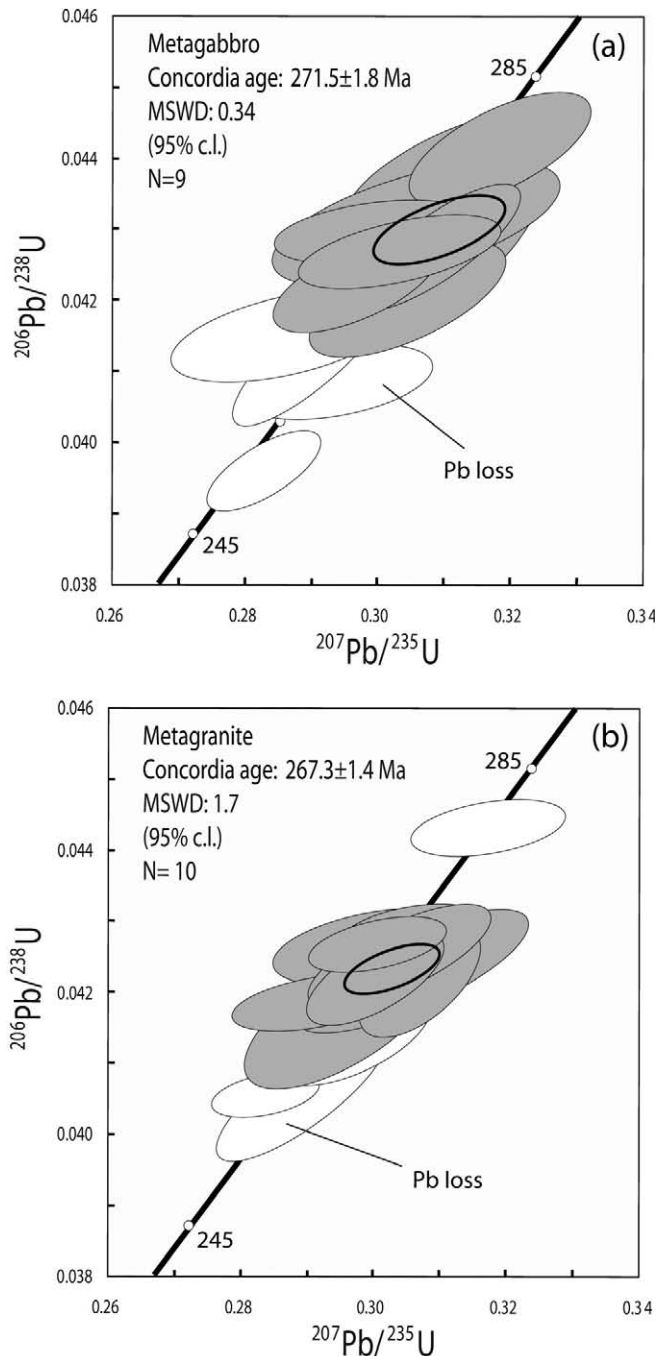 (a)
Metagabbro
Concordia age: 271.5±1.8 Ma
MSWD: 0.34
(95% c.l.)
N=9
0.046
0.044
0.042
0.040
0.038
²⁰⁶Pb/²³⁸U
285
245
Pb loss
0.26
0.28
0.30
0.32
0.34
²⁰⁷Pb/²³⁵U
(b)
Metagranite
Concordia age: 267.3±1.4 Ma
MSWD: 1.7
(95% c.l.)
N= 10
0.046
0.044
0.042
0.040
0.038
²⁰⁶Pb/²³⁸U
285
245
Pb loss
0.26
0.28
0.30
0.32
0.34
²⁰⁷Pb/²³⁵U